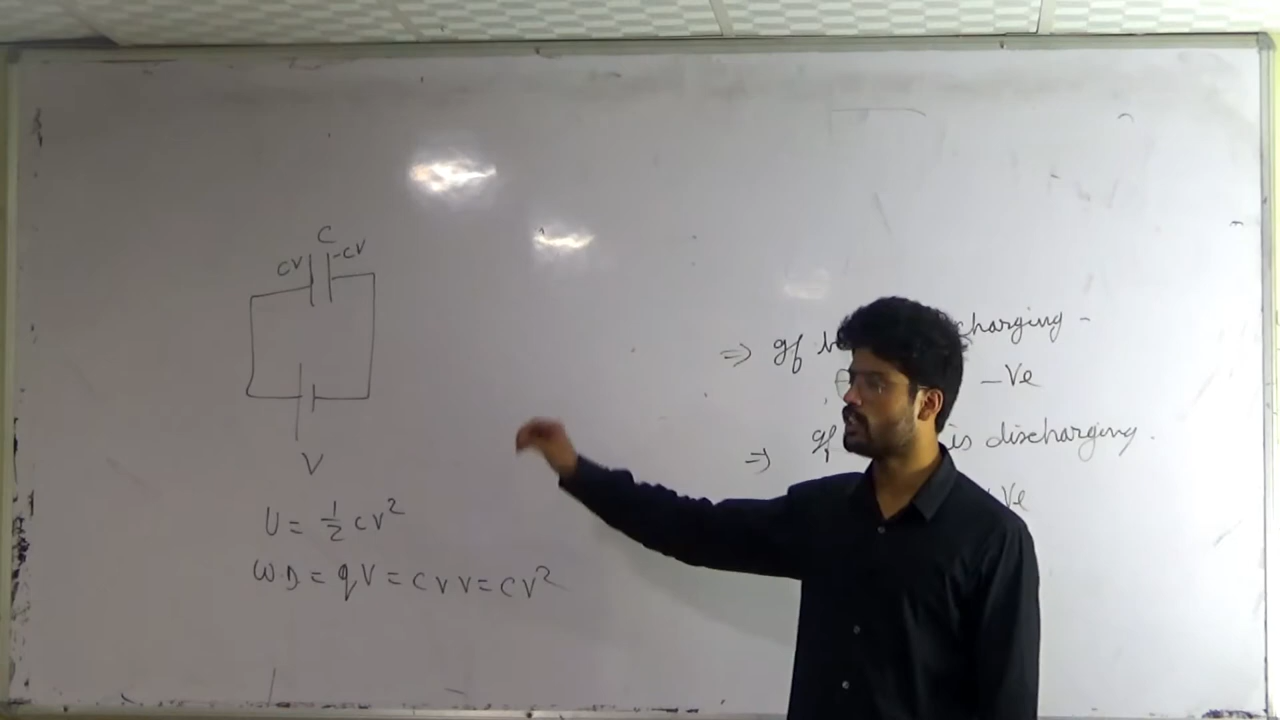 C
CV -CV
V
U = 1/2 CV²
W.D = qV = CVV = CV²
⇒ If charging -
-Ve
⇒ If is discharging.
Ve